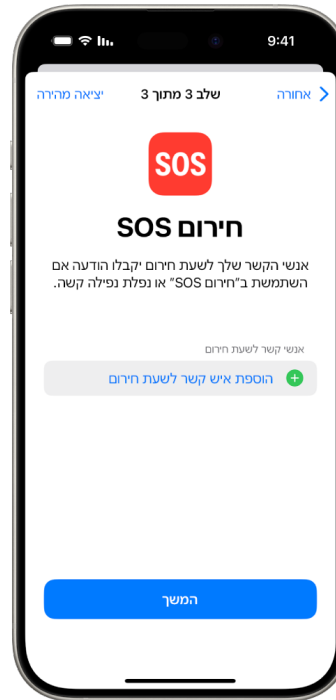 9:41
אחורה
שלב 3 מתוך 3
יציאה מהירה
SOS
חירום SOS
אנשי הקשר שלך לשעת חירום יקבלו הודעה אם
השתמשת ב"חירום SOS" או נפלת נפילה קשה.
אנשי קשר לשעת חירום
הוספת איש קשר לשעת חירום
המשך